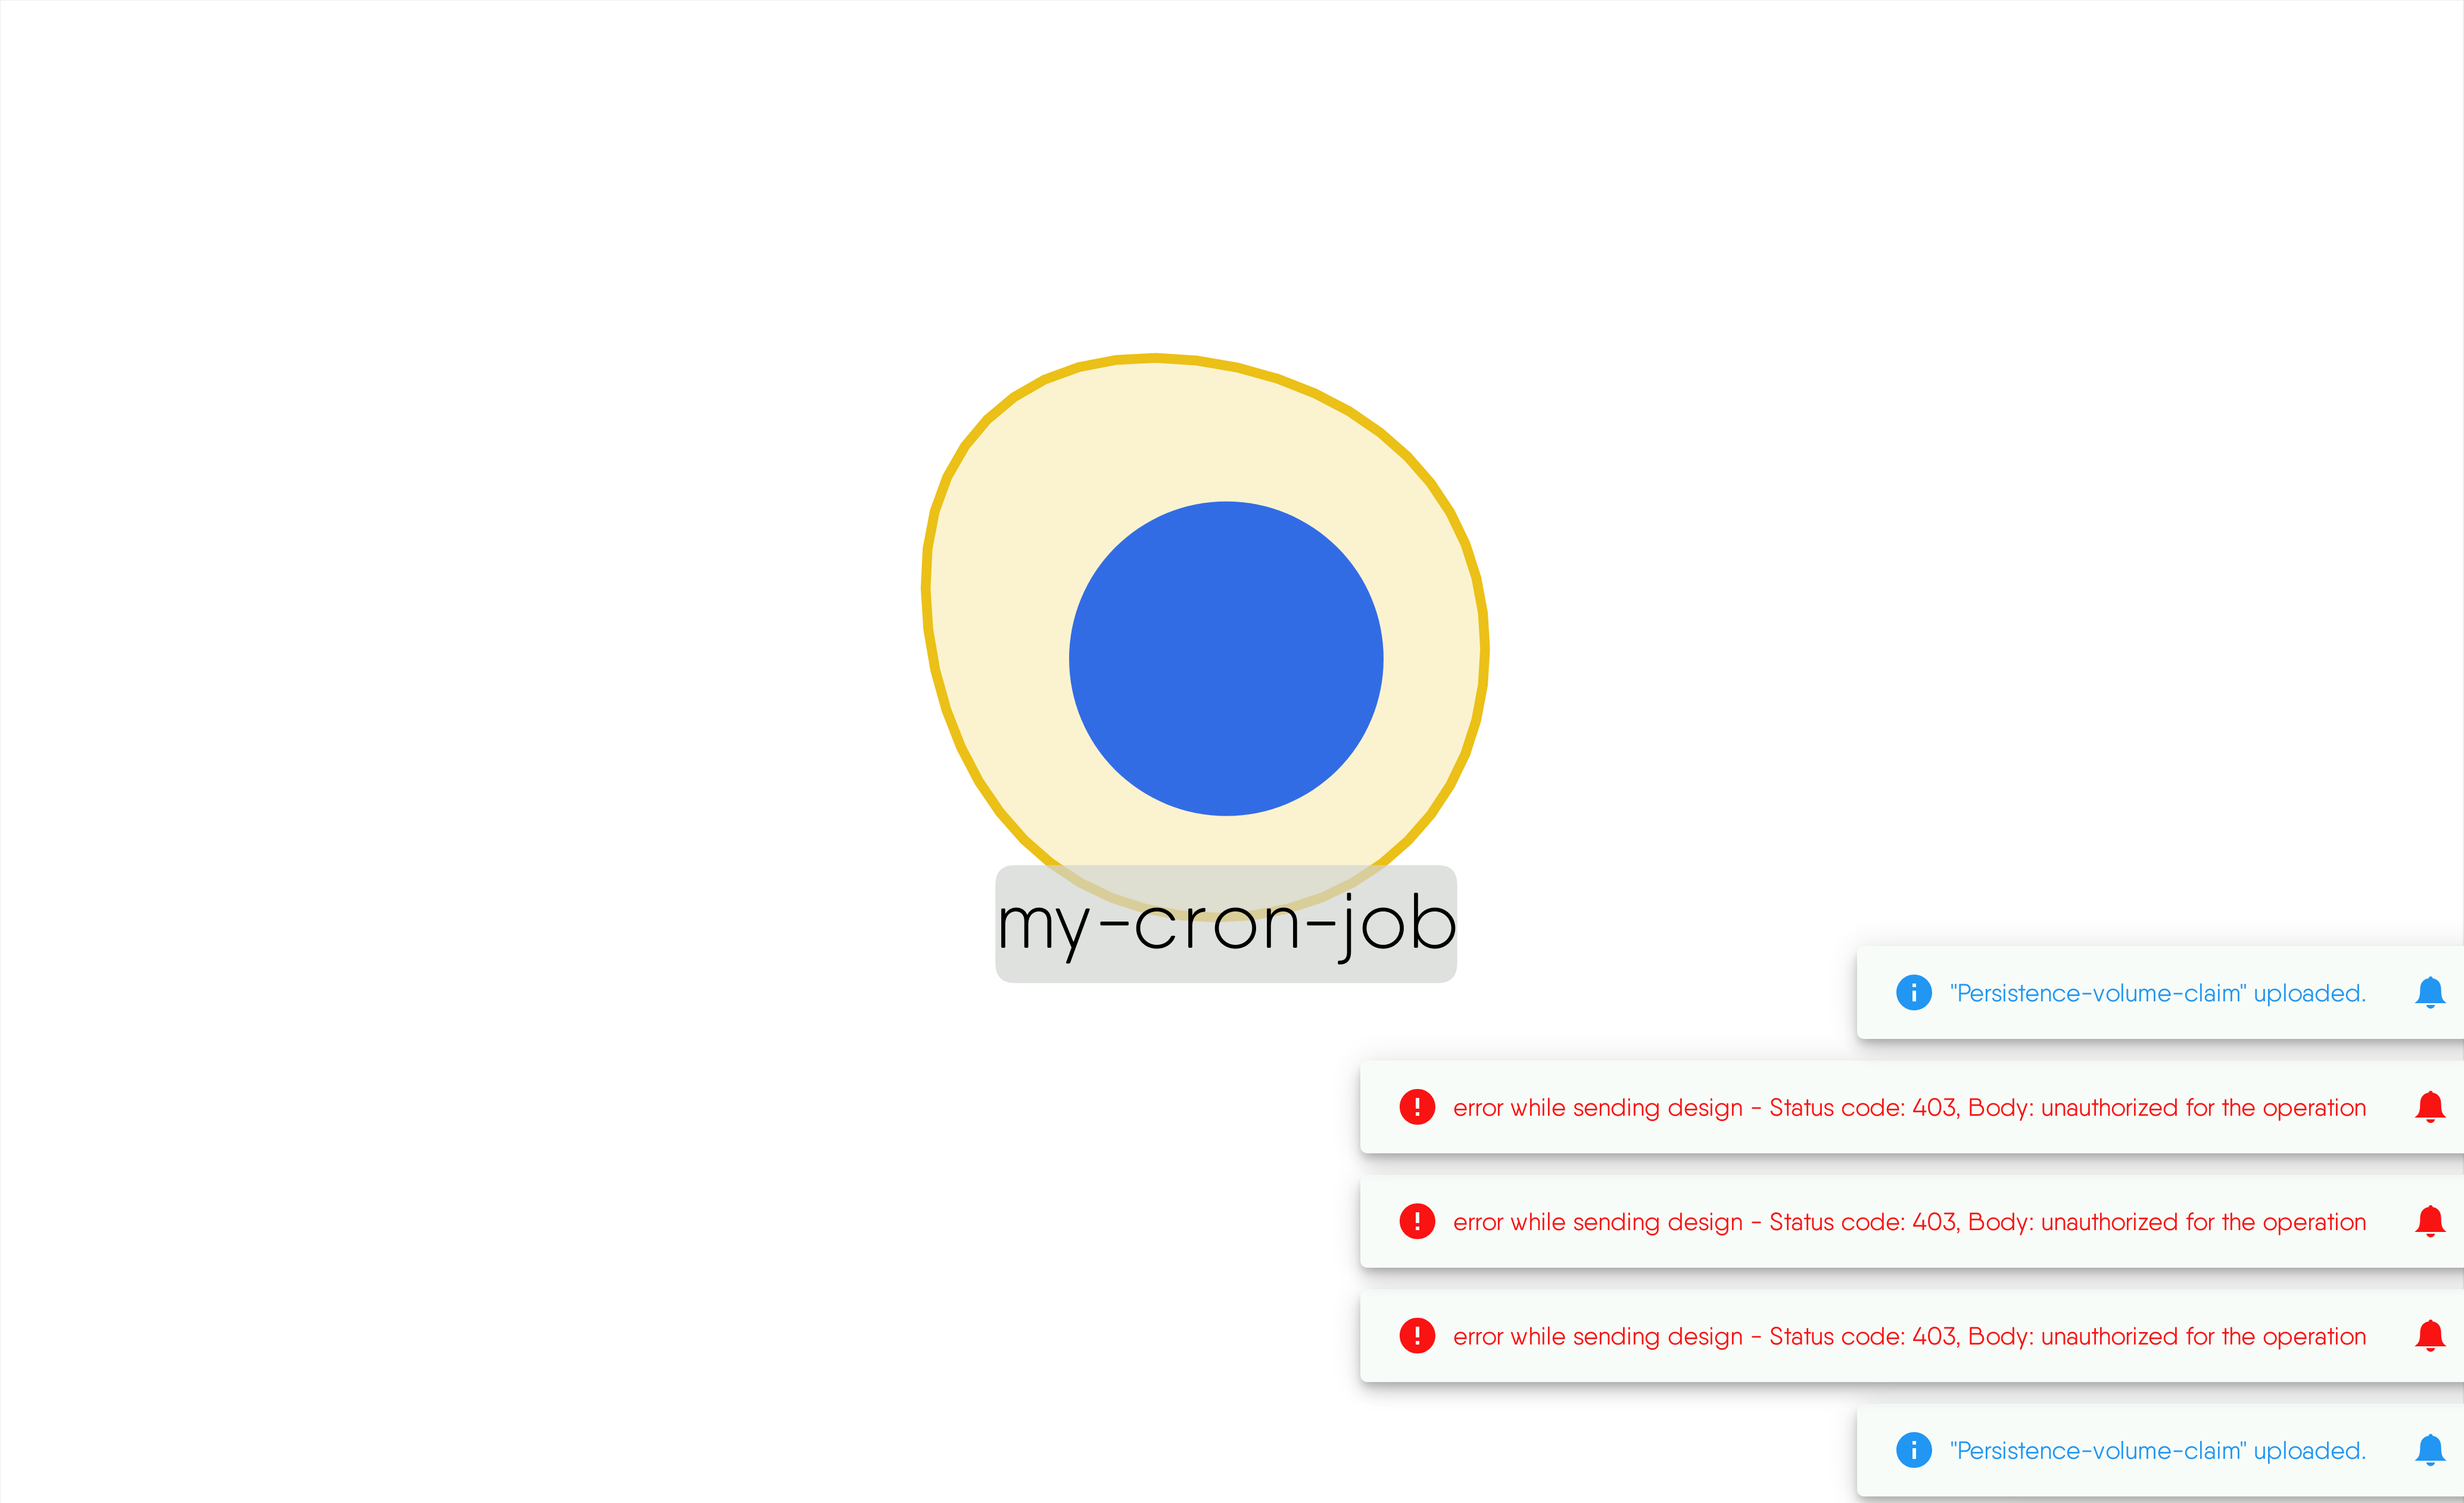 my-cron-job
"Persistence-volume-claim" uploaded.
error while sending design - Status code: 403, Body: unauthorized for the operation
error while sending design - Status code: 403, Body: unauthorized for the operation
error while sending design - Status code: 403, Body: unauthorized for the operation
"Persistence-volume-claim" uploaded.